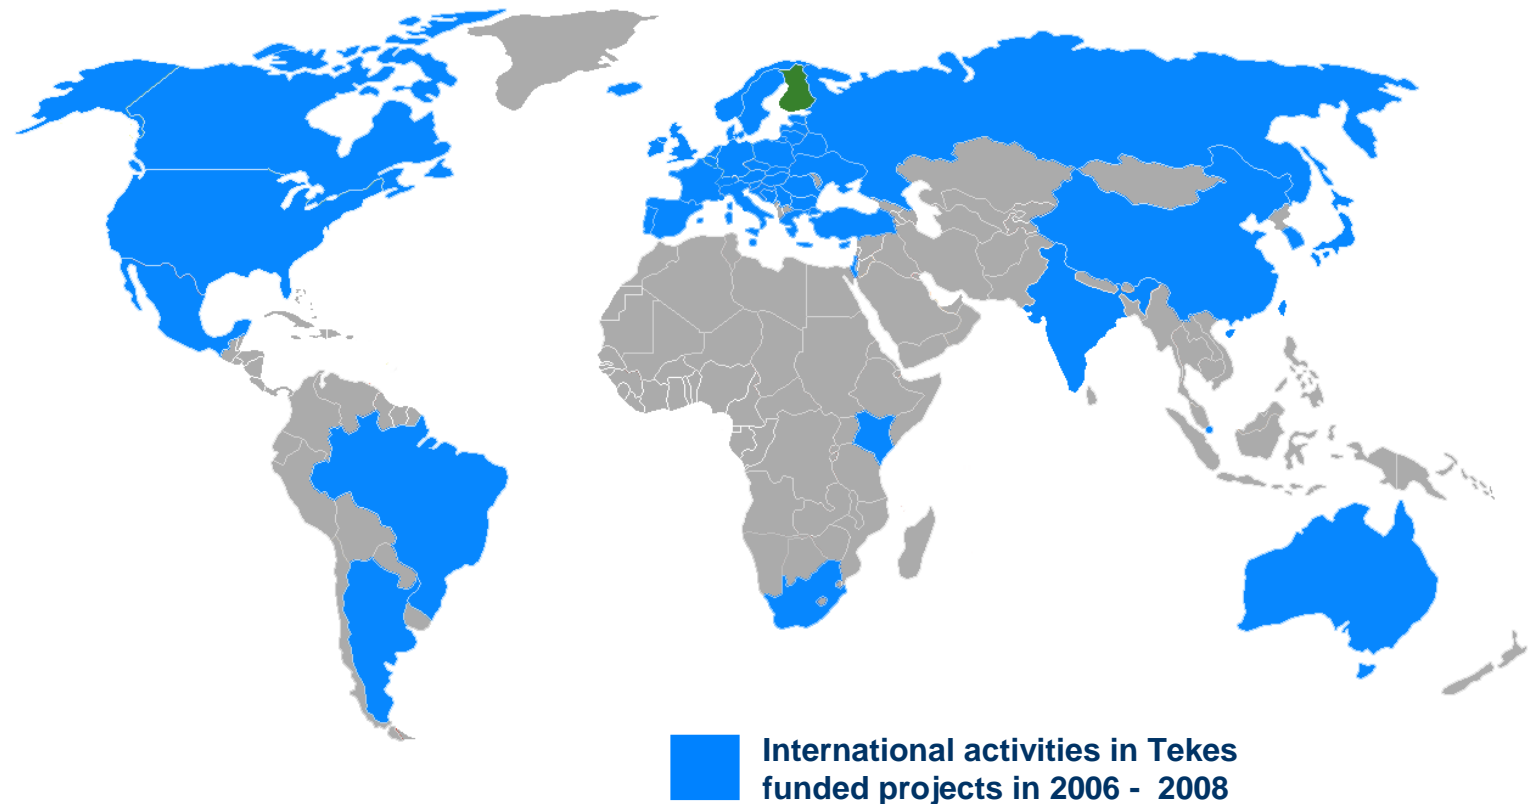 International activities in Tekes
funded projects in 2006 - 2008